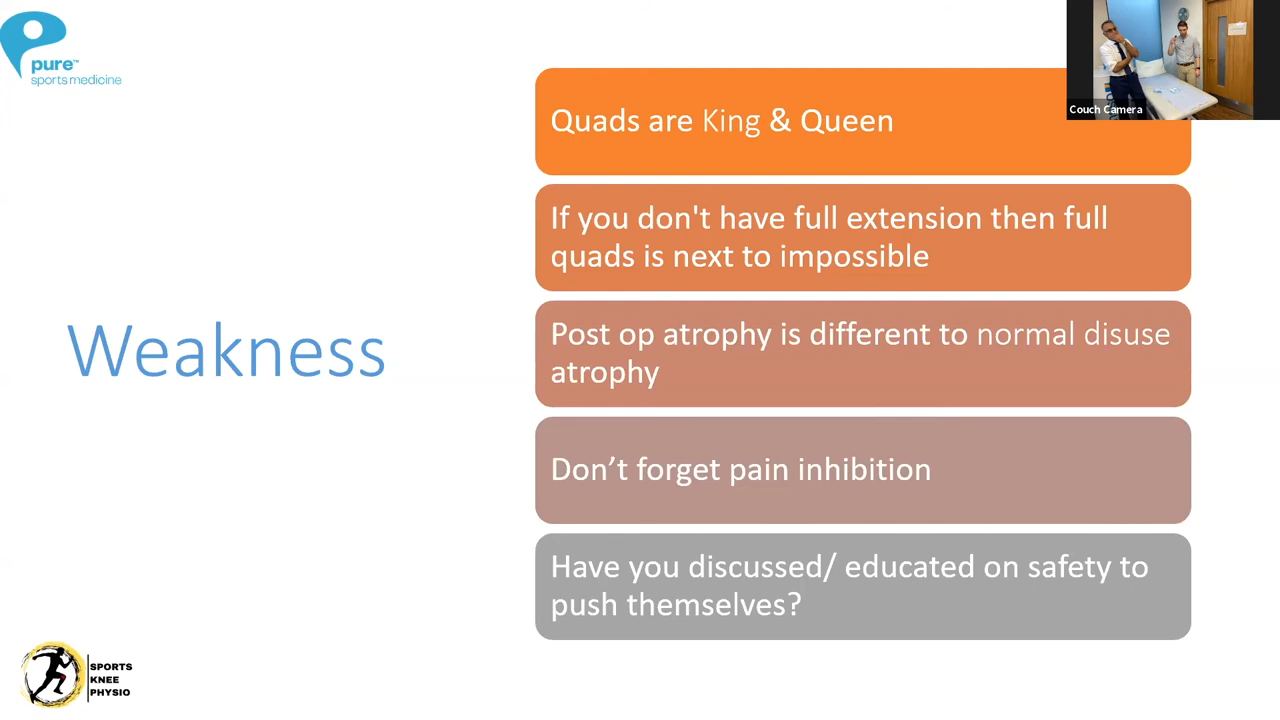 pure™
sports medicine
Couch Camera
Quads are King & Queen
If you don't have full extension then full
quads is next to impossible
Weakness
Post op atrophy is different to normal disuse
atrophy
Don’t forget pain inhibition
Have you discussed/ educated on safety to
push themselves?
SPORTS
KNEE
PHYSIO